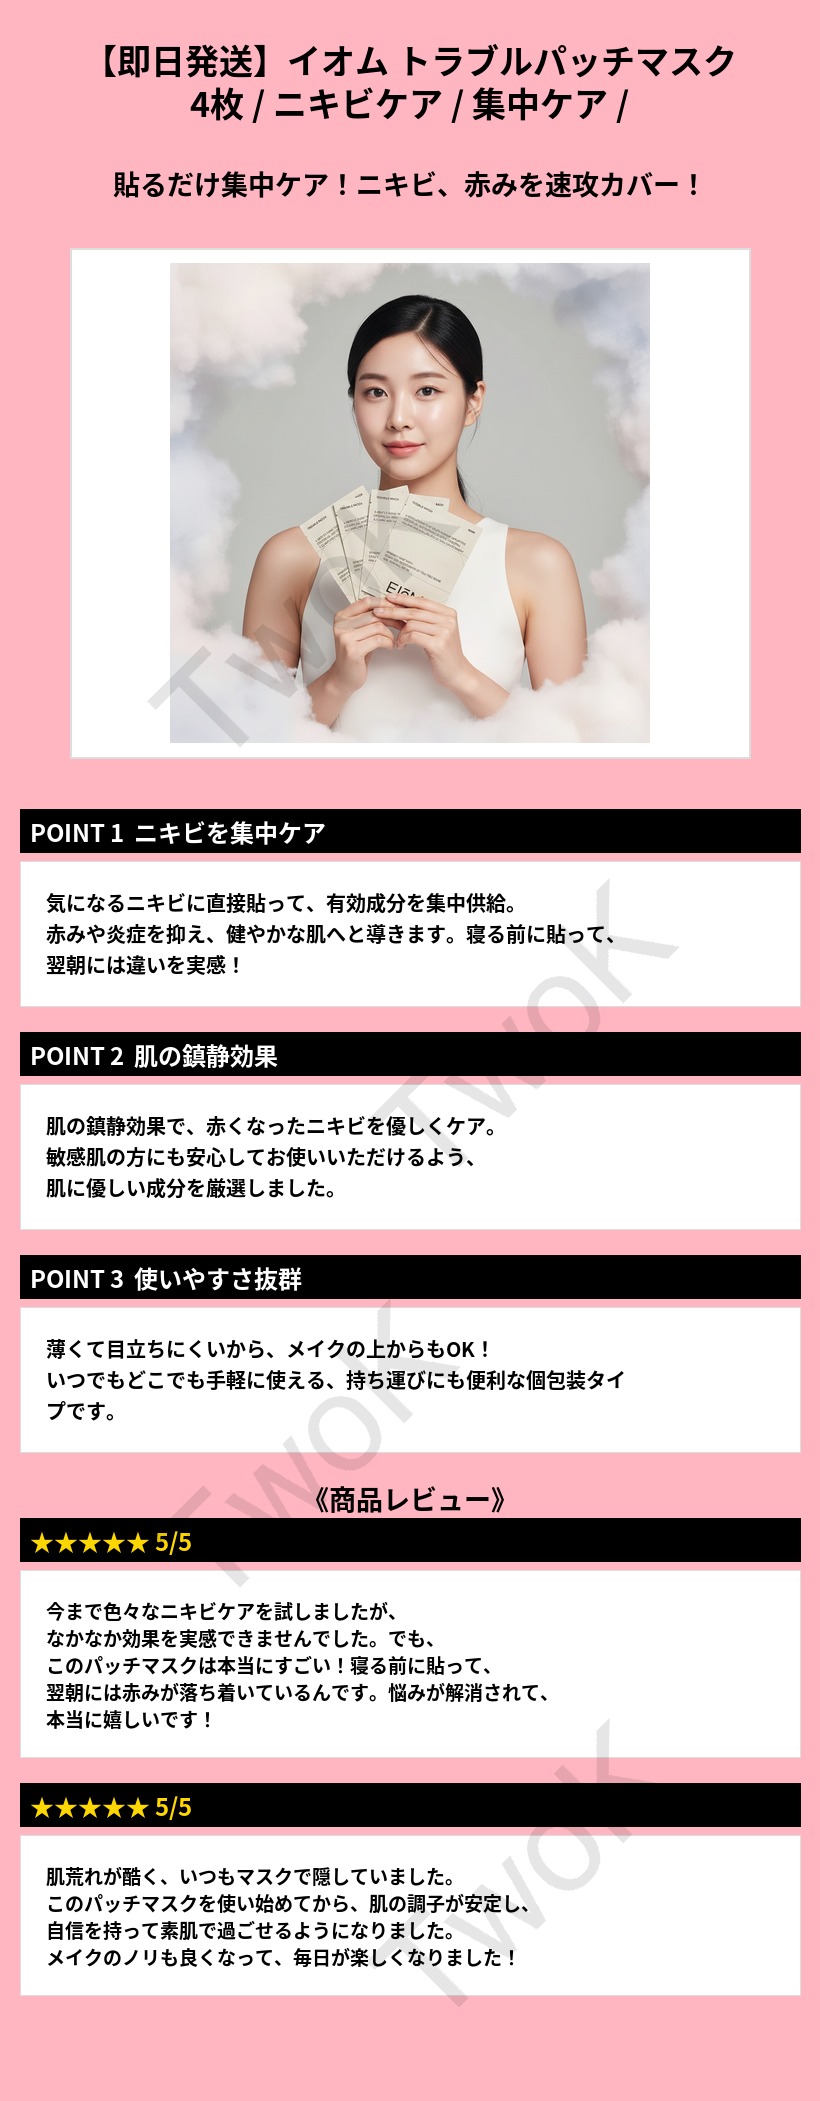 【即日発送】イオム トラブルパッチマスク
4枚 / ニキビケア / 集中ケア /
貼るだけ集中ケア！ニキビ、赤みを速攻カバー！
TwoK
POINT 1 ニキビを集中ケア
気になるニキビに直接貼って、有効成分を集中供給。
赤みや炎症を抑え、健やかな肌へと導きます。寝る前に貼って、
翌朝には違いを実感！
TwoK
POINT 2 肌の鎮静効果
肌の鎮静効果で、赤くなったニキビを優しくケア。
敏感肌の方にも安心してお使いいただけるよう、
肌に優しい成分を厳選しました。
POINT 3 使いやすさ抜群
薄くて目立ちにくいから、メイクの上からもOK！
いつでもどこでも手軽に使える、持ち運びにも便利な個包装タイ
プです。
TwoK
《商品レビュー》
★★★★★ 5/5
今まで色々なニキビケアを試しましたが、
なかなか効果を実感できませんでした。でも、
このパッチマスクは本当にすごい！寝る前に貼って、
翌朝には赤みが落ち着いているんです。悩みが解消されて、
本当に嬉しいです！
TwoK
★★★★★ 5/5
肌荒れが酷く、いつもマスクで隠していました。
このパッチマスクを使い始めてから、肌の調子が安定し、
自信を持って素肌で過ごせるようになりました。
メイクのノリも良くなって、毎日が楽しくなりました！